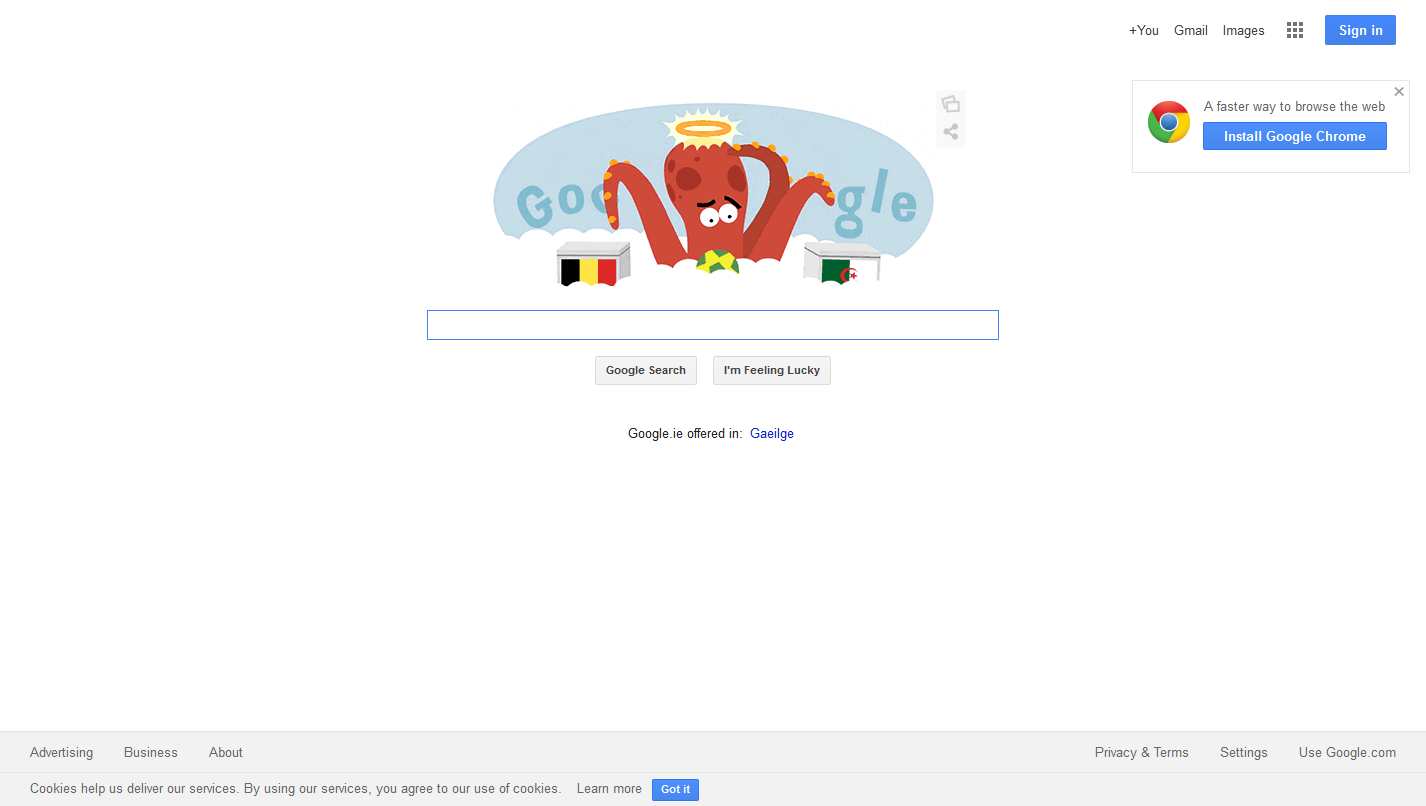 +You Gmail Images Sign in
A faster way to browse the web
Install Google Chrome
Goo gle
Google Search I'm Feeling Lucky
Google.ie offered in: Gaeilge
Advertising Business About Privacy & Terms Settings Use Google.com
Cookies help us deliver our services. By using our services, you agree to our use of cookies. Learn more Got it